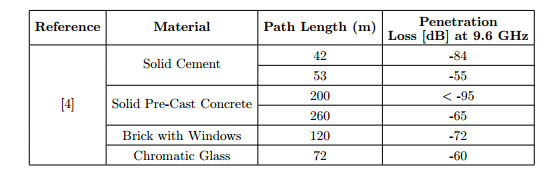 Reference Material Path Length (m) Penetration
Loss [dB] at 9.6 GHz
[4] Solid Cement 42 -84
53 -55
Solid Pre-Cast Concrete 200 < -95
260 -65
Brick with Windows 120 -72
Chromatic Glass 72 -60